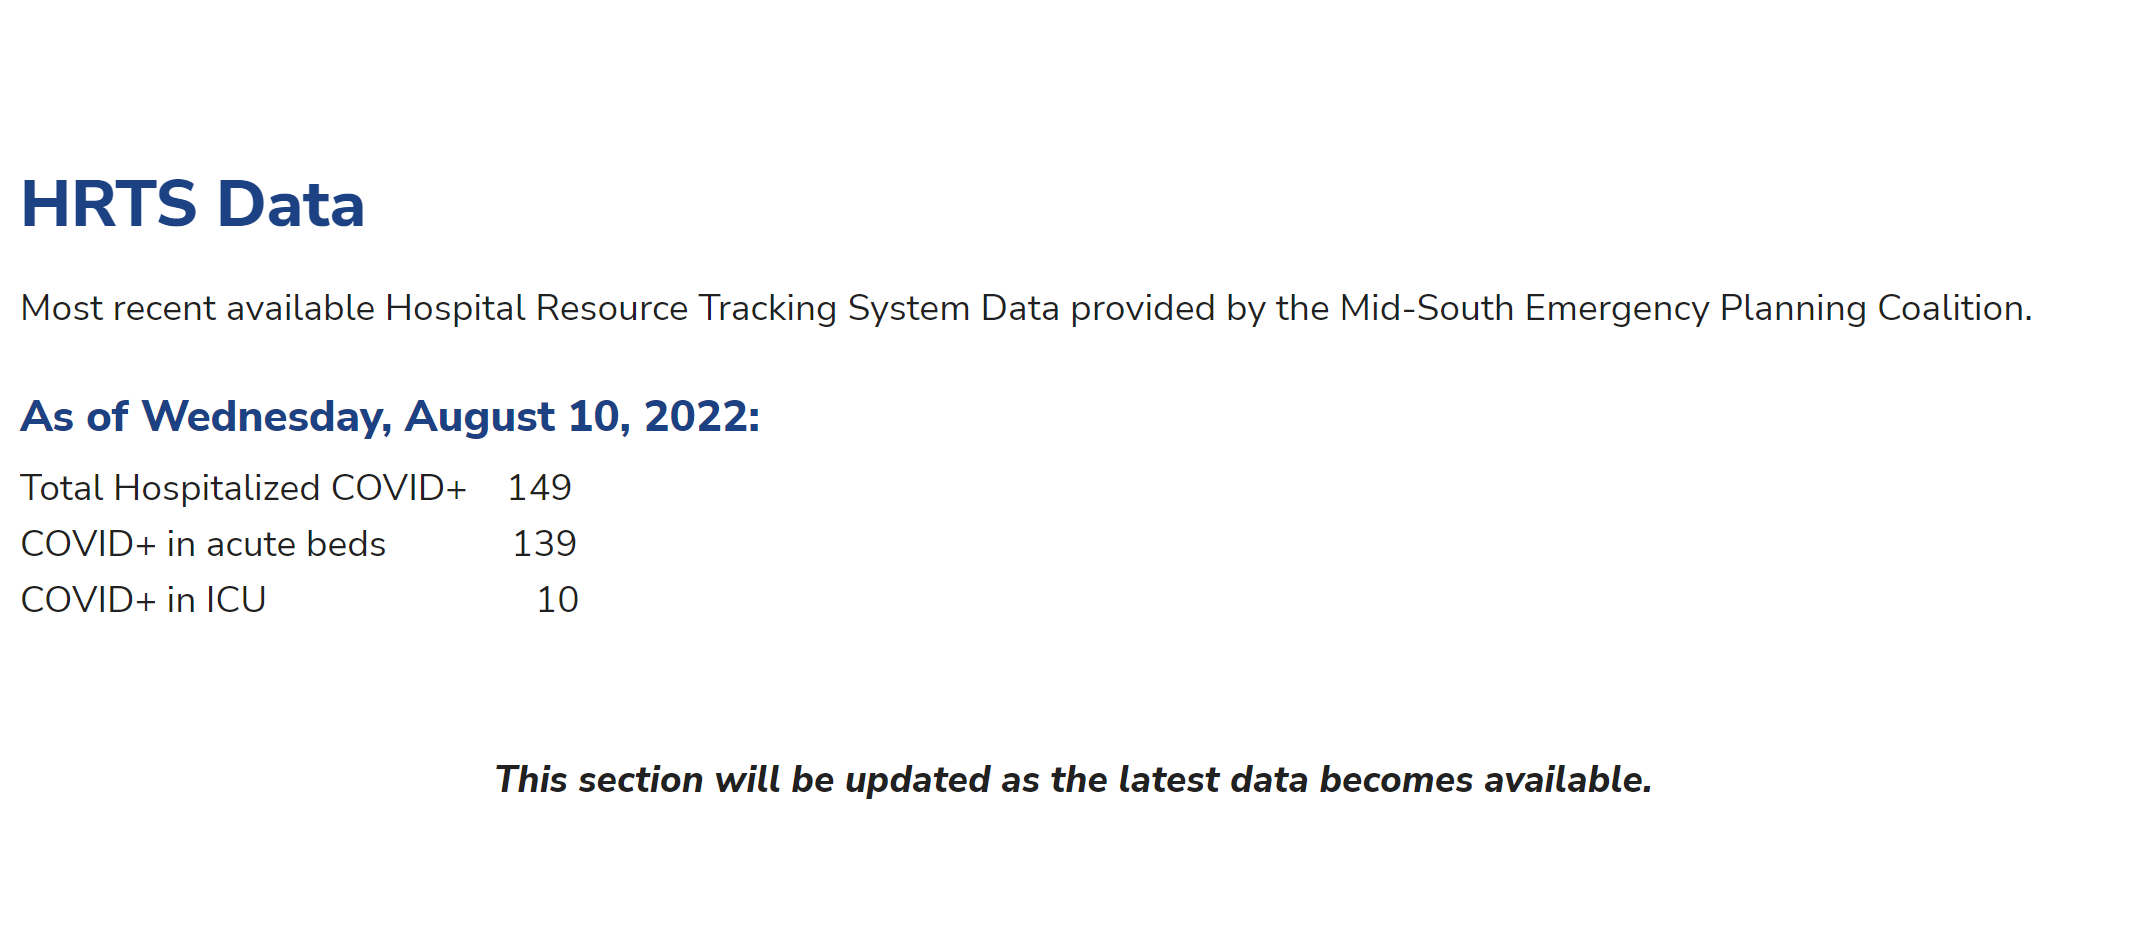 HRTS Data
Most recent available Hospital Resource Tracking System Data provided by the Mid-South Emergency Planning Coalition.
As of Wednesday, August 10, 2022:
Total Hospitalized COVID+ 149
COVID+ in acute beds 139
COVID+ in ICU 10
This section will be updated as the latest data becomes available.